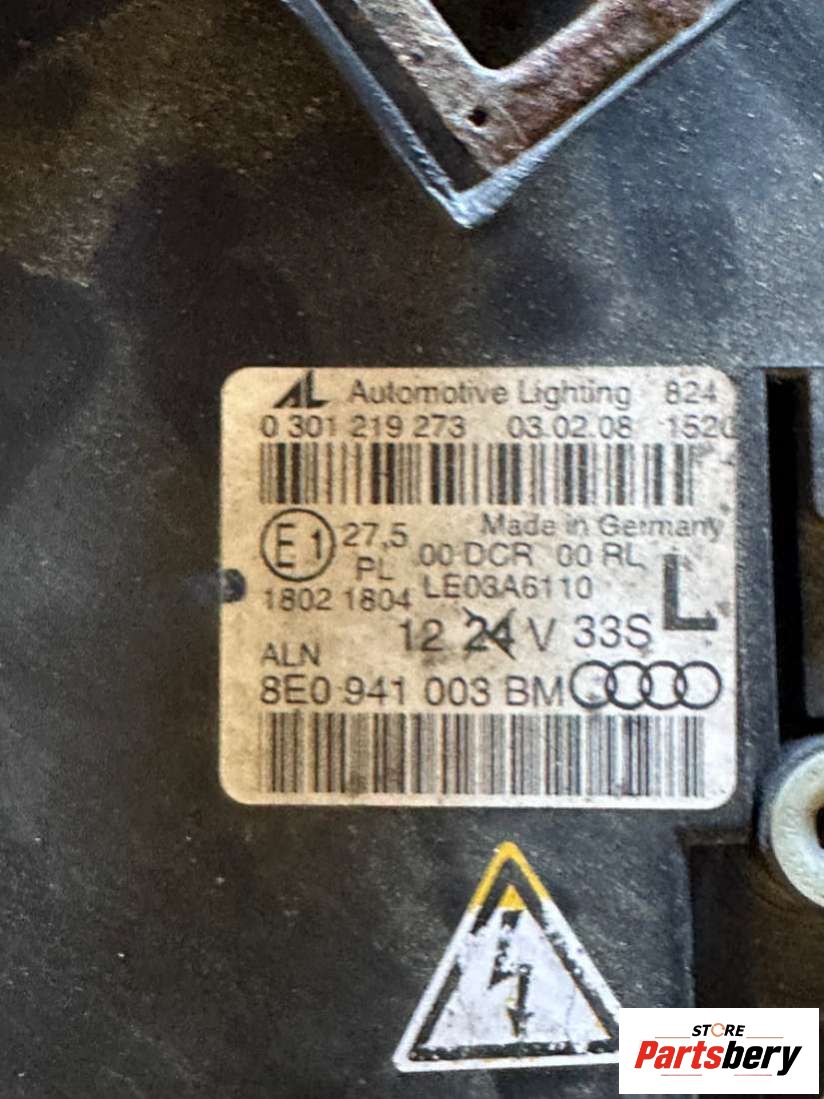 AL Automotive Lighting 824
0 301 219 273 03.02.08 152
E1 27,5 Made in Germany
PL 00 DCR 00 RL L
1802 1804 LE03A6110
12 24 V 33S
ALN
8E0 941 003 BM
STORE
Partsbery